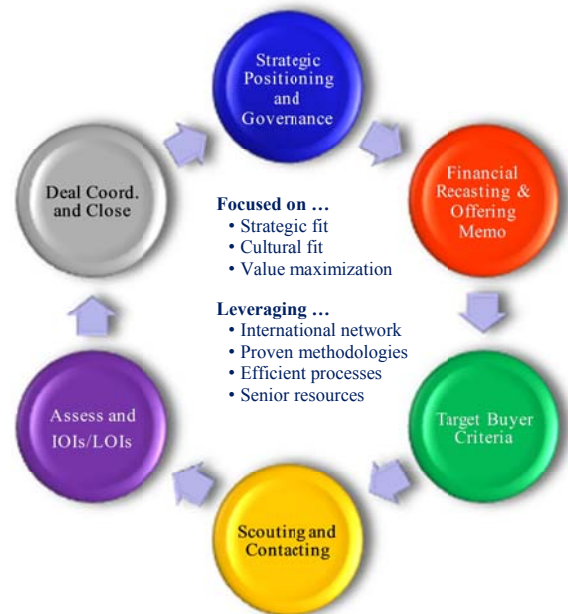 Strategic
Positioning
and
Governance
Financial
Recasting &
Offering
Memo
Target Buyer
Criteria
Scouting and
Contacting
Assess and
IOIs/LOIs
Deal Coord.
and Close
Focused on …
• Strategic fit
• Cultural fit
• Value maximization
Leveraging …
• International network
• Proven methodologies
• Efficient processes
• Senior resources